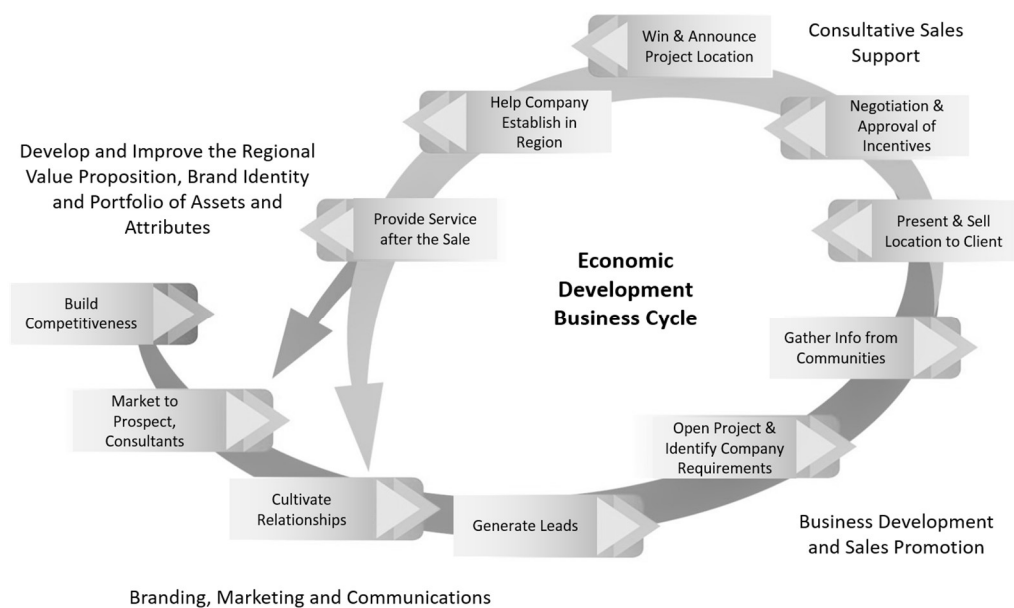 Win & Announce
Project Location
Consultative Sales
Support
Help Company
Establish in
Region
Negotiation &
Approval of
Incentives
Develop and Improve the Regional
Value Proposition, Brand Identity
and Portfolio of Assets and
Attributes
Provide Service
after the Sale
Present & Sell
Location to Client
Economic
Development
Business Cycle
Build
Competitiveness
Gather Info from
Communities
Market to
Prospect,
Consultants
Open Project &
Identify Company
Requirements
Cultivate
Relationships
Generate Leads
Business Development
and Sales Promotion
Branding, Marketing and Communications